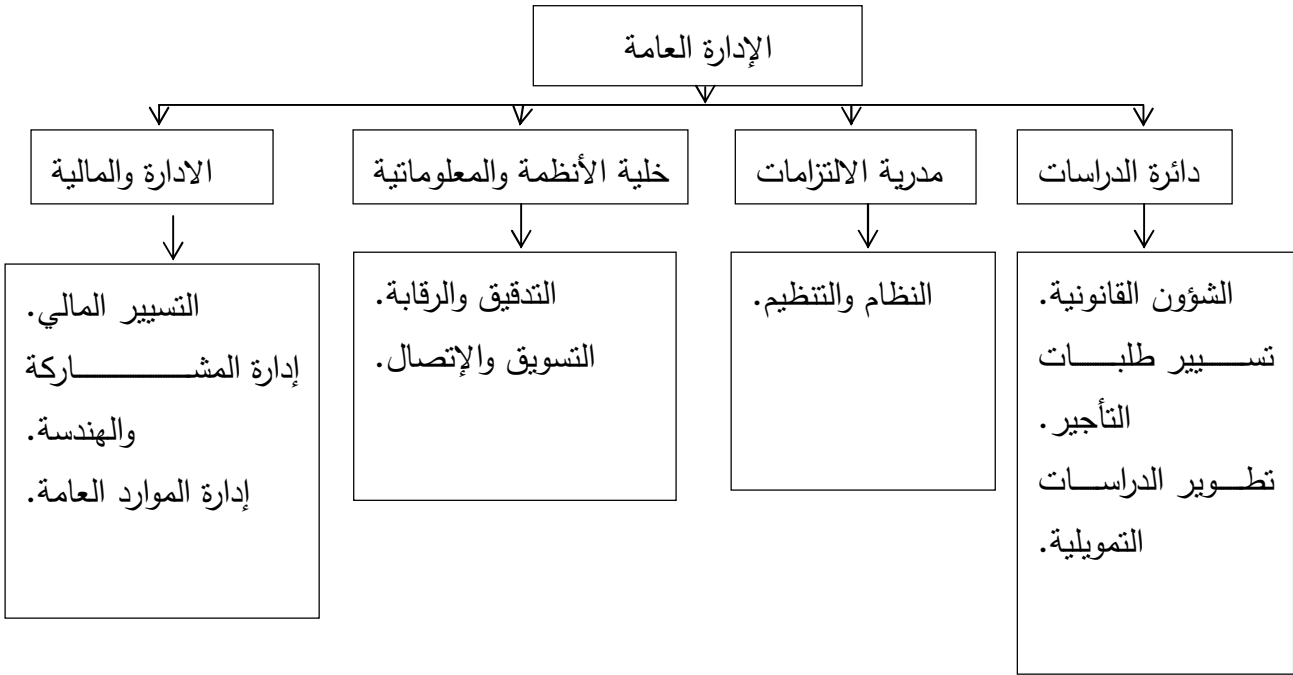 الإدارة العامة
دائرة الدراسات
مدرية الالتزامات
خلية الأنظمة والمعلوماتية
الادارة والمالية
الشؤون القانونية.
تسيير طلبات
التأجير.
تطوير الدراسات
التمويلية.
النظام والتنظيم.
التدقيق والرقابة.
التسويق والإتصال.
التسيير المالي.
إدارة المشاركة
والهندسة.
إدارة الموارد العامة.